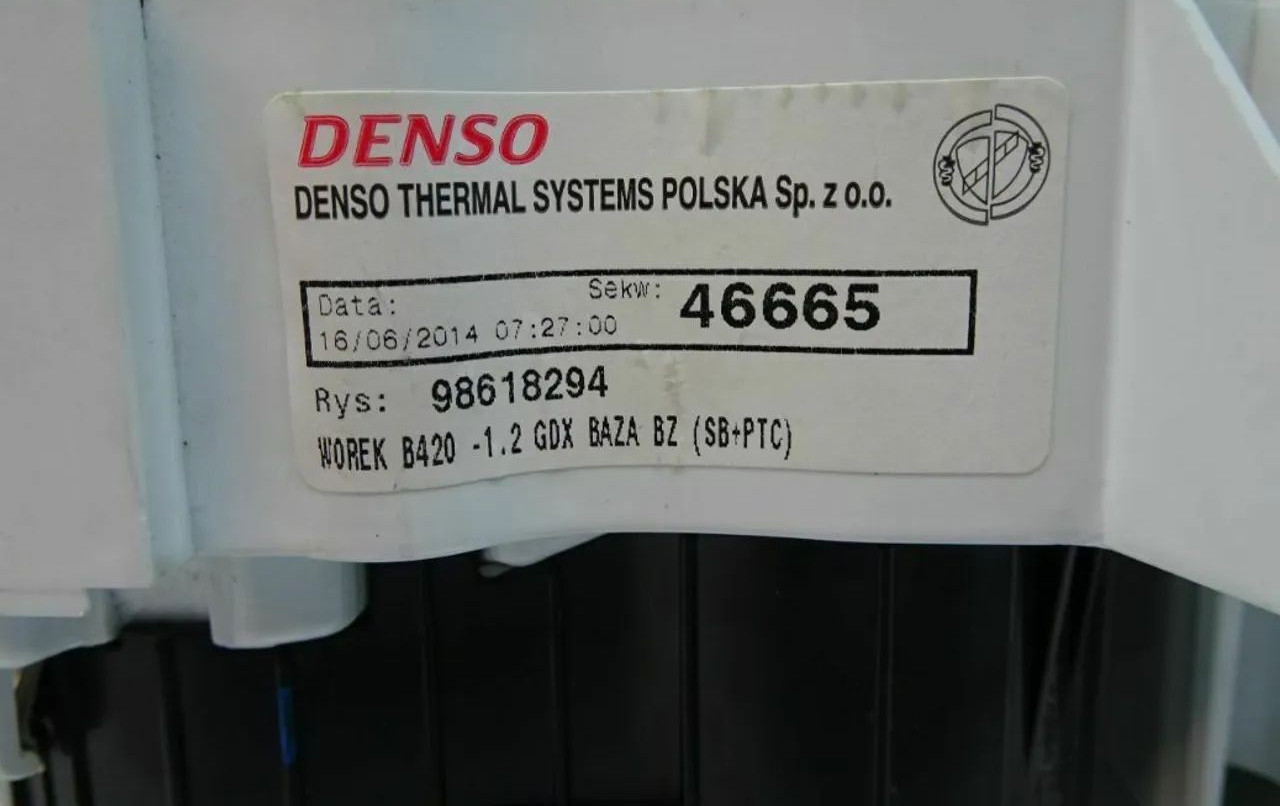 DENSO
DENSO THERMAL SYSTEMS POLSKA Sp. z o.o.
Data: Sekw: 46665
16/06/2014 07:27:00
Rys: 98618294
WOREK B420 -1.2 GDX BAZA BZ (SB+PTC)